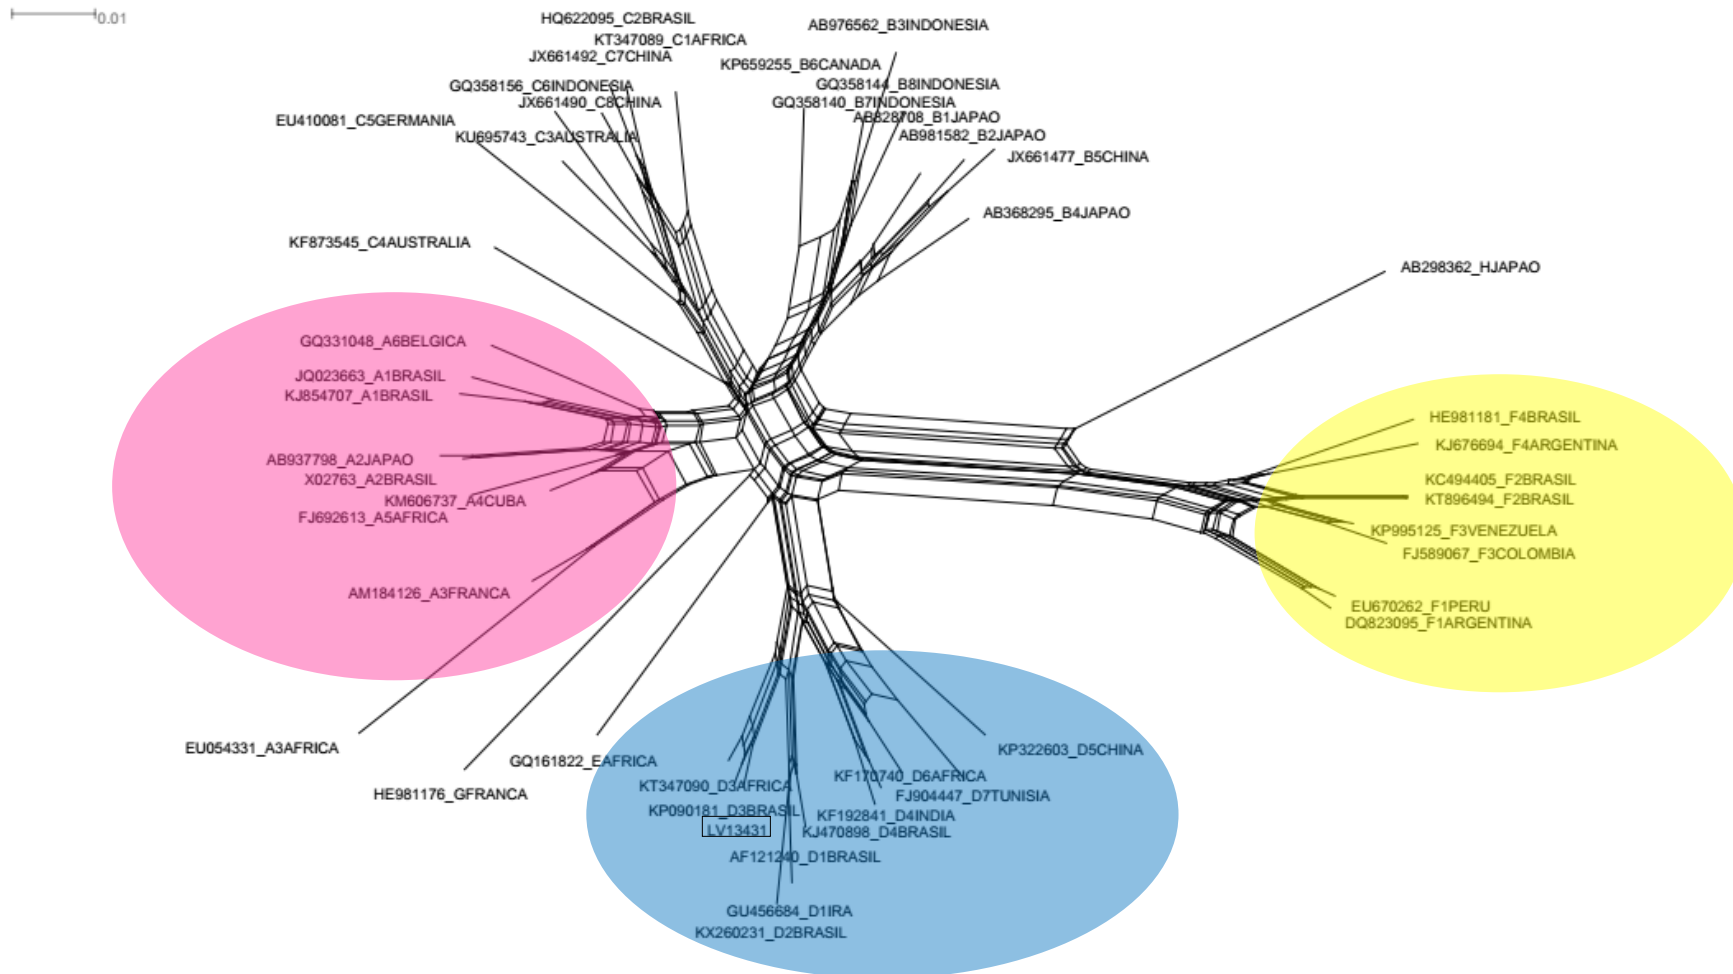 0.01
HQ622095_C2BRASIL
AB976562_B3INDONESIA
KT347089_C1AFRICA
JX661492_C7CHINA
KP659255_B6CANADA
GQ358156_C6INDONESIA
GQ358144_B8INDONESIA
JX661490_C8CHINA
GQ358140_B7INDONESIA
EU410081_C5GERMANIA
AB828708_B1JAPAO
KU695743_C3AUSTRALIA
AB981582_B2JAPAO
JX661477_B5CHINA
AB368295_B4JAPAO
KF873545_C4AUSTRALIA
AB298362_HJAPAO
GQ331048_A6BELGICA
JQ023663_A1BRASIL
KJ854707_A1BRASIL
HE981181_F4BRASIL
KJ676694_F4ARGENTINA
AB937798_A2JAPAO
X02763_A2BRASIL
KC494405_F2BRASIL
KM606737_A4CUBA
KT896494_F2BRASIL
FJ692613_A5AFRICA
KP995125_F3VENEZUELA
FJ589067_F3COLOMBIA
AM184126_A3FRANCA
EU670262_F1PERU
DQ823095_F1ARGENTINA
EU054331_A3AFRICA
KP322603_D5CHINA
GQ161822_EAFRICA
KF170740_D6AFRICA
KT347090_D3AFRICA
HE981176_GFRANCA
FJ904447_D7TUNISIA
KP090181_D3BRASIL
KF192841_D4INDIA
LV13431
KJ470898_D4BRASIL
AF121240_D1BRASIL
GU456684_D1IRA
KX260231_D2BRASIL